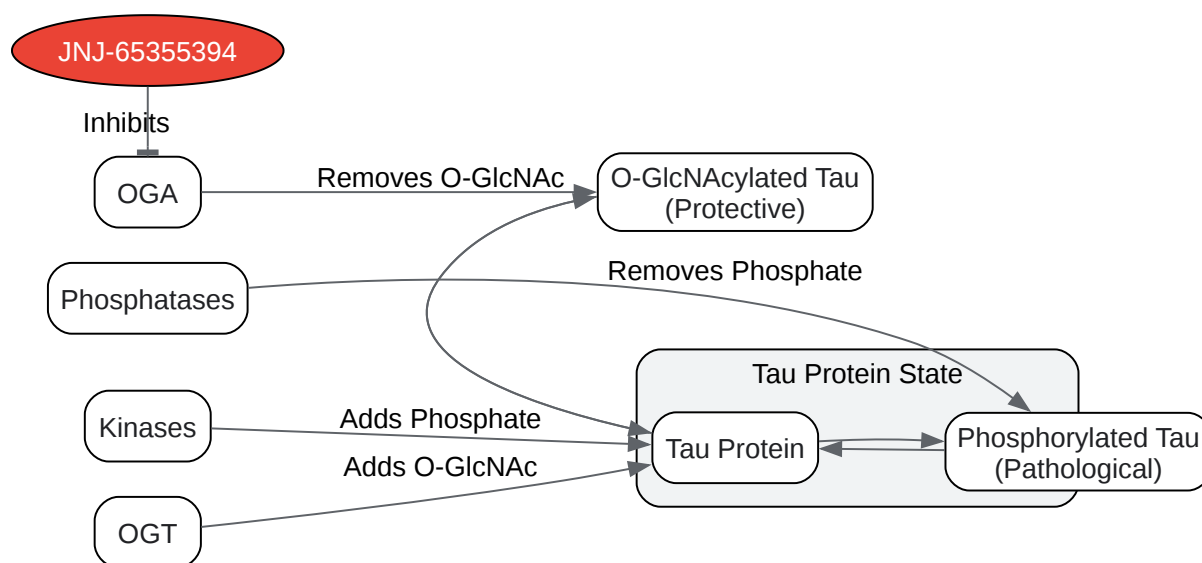 JNJ-65355394
Inhibits
OGA
Removes O-GlcNAc
O-GlcNAcylated Tau
(Protective)
Phosphatases
Removes Phosphate
Tau Protein State
Kinases
Adds Phosphate
Tau Protein
Phosphorylated Tau
(Pathological)
Adds O-GlcNAc
OGT